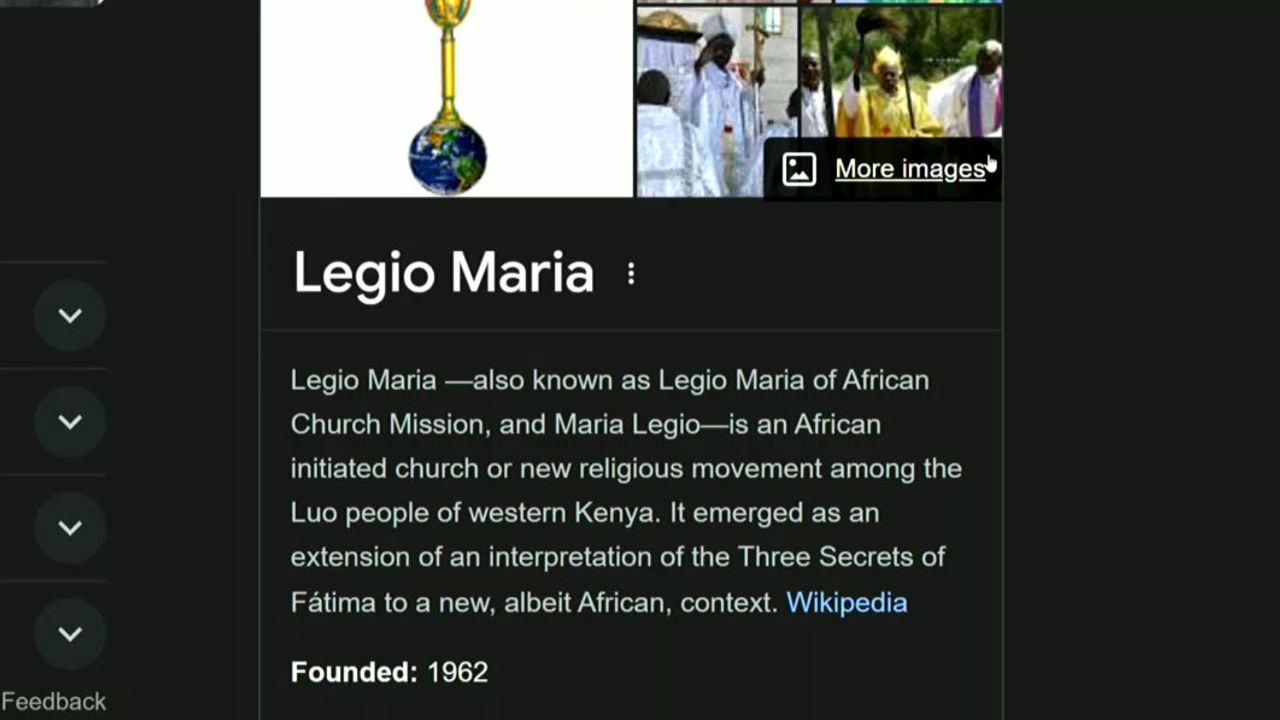 More images
Legio Maria
Legio Maria —also known as Legio Maria of African
Church Mission, and Maria Legio—is an African
initiated church or new religious movement among the
Luo people of western Kenya. It emerged as an
extension of an interpretation of the Three Secrets of
Fátima to a new, albeit African, context. Wikipedia
Founded: 1962
Feedback